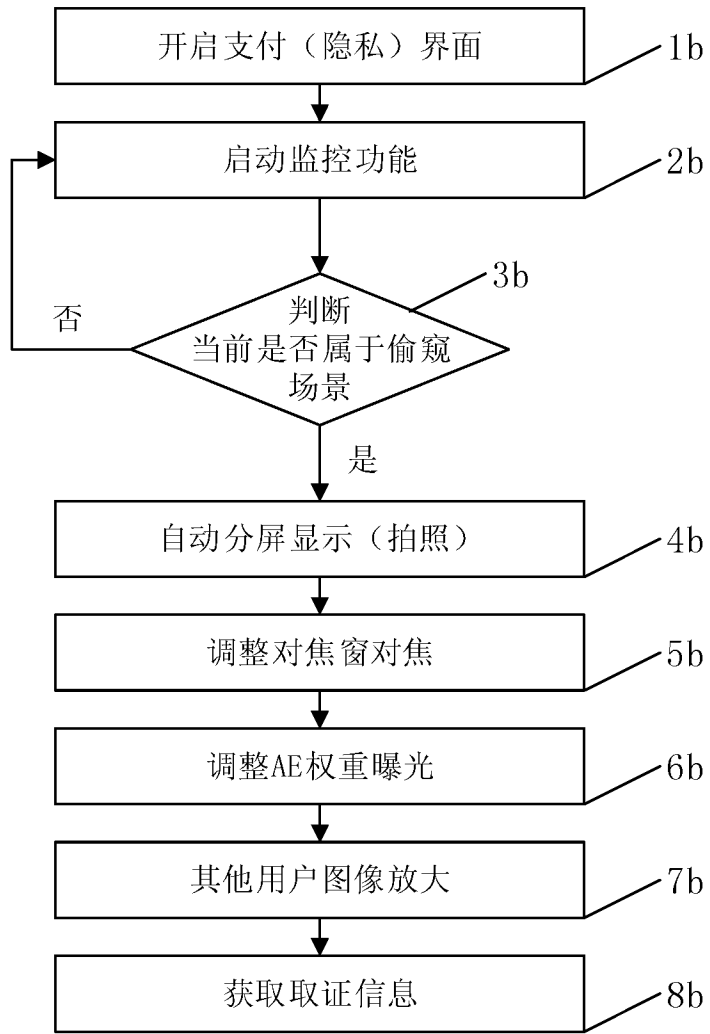 开启支付（隐私）界面
1b
启动监控功能
2b
3b
判断
当前是否属于偷窥
场景
否
是
自动分屏显示（拍照）
4b
调整对焦窗对焦
5b
调整AE权重曝光
6b
其他用户图像放大
7b
获取取证信息
8b